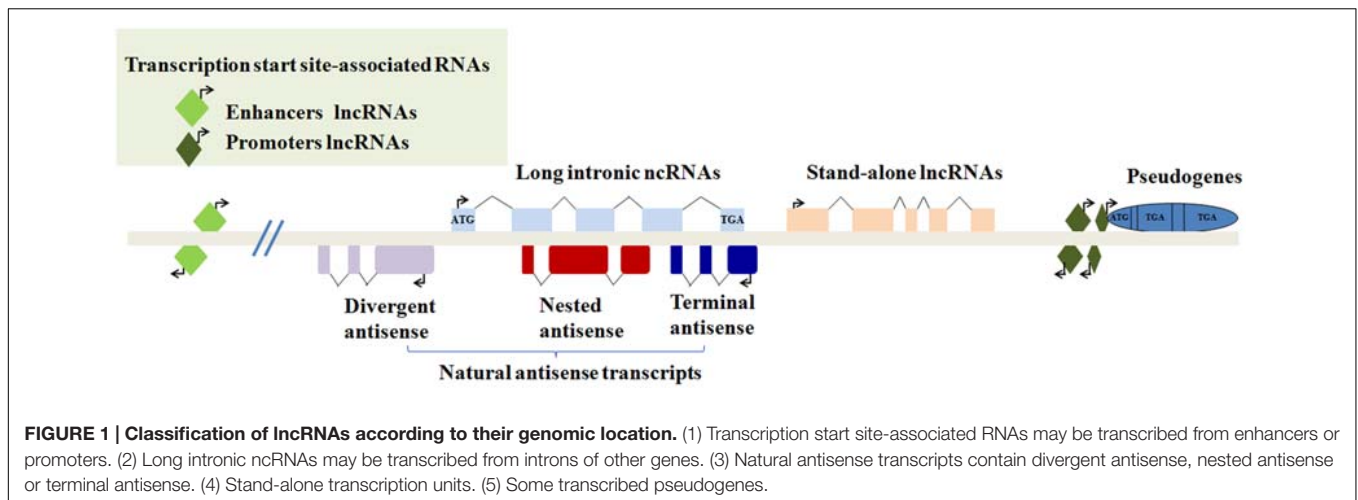 Transcription start site-associated RNAs
Enhancers lncRNAs
Promoters lncRNAs
Long intronic ncRNAs
Stand-alone lncRNAs
Pseudogenes
ATG
TGA
ATG
TGA
TGA
Divergent
antisense
Nested
antisense
Terminal
antisense
Natural antisense transcripts
FIGURE 1 | Classification of lncRNAs according to their genomic location. (1) Transcription start site-associated RNAs may be transcribed from enhancers or
promoters. (2) Long intronic ncRNAs may be transcribed from introns of other genes. (3) Natural antisense transcripts contain divergent antisense, nested antisense
or terminal antisense. (4) Stand-alone transcription units. (5) Some transcribed pseudogenes.